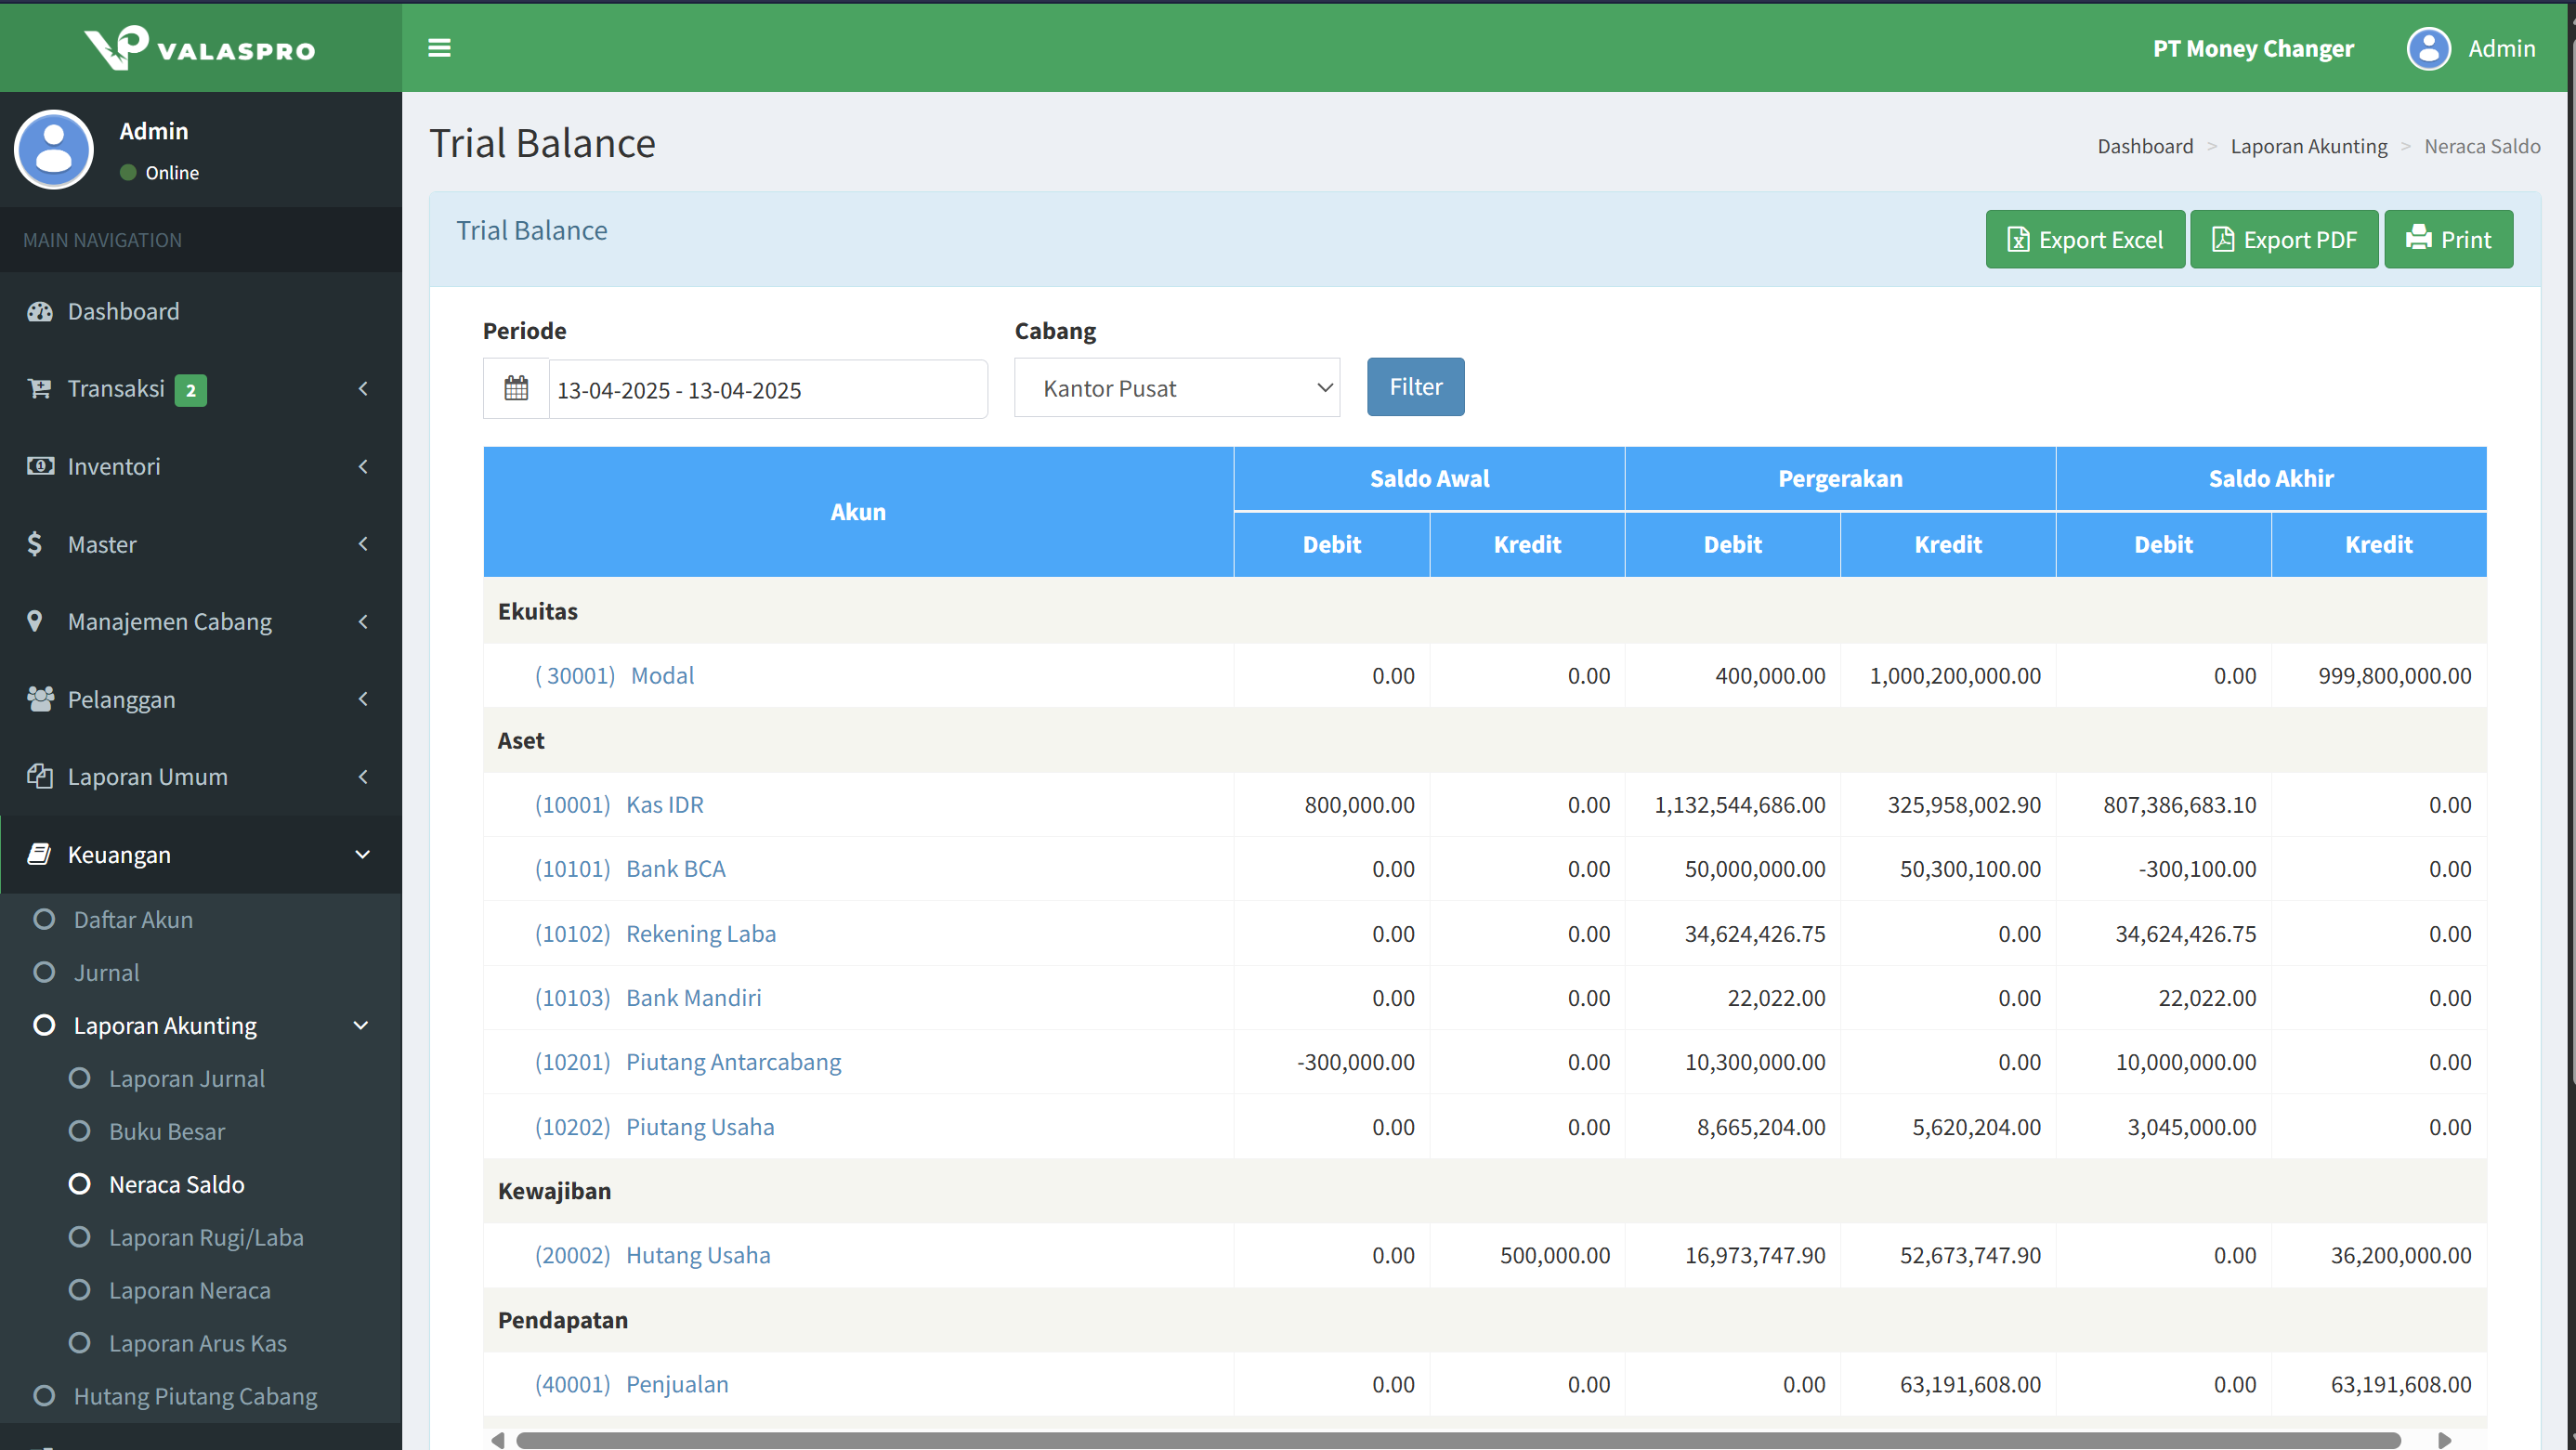 VALASPRO
PT Money Changer
Admin
Admin
Online
MAIN NAVIGATION
Dashboard
Transaksi 2
Inventori
Master
Manajemen Cabang
Pelanggan
Laporan Umum
Keuangan
Daftar Akun
Jurnal
Laporan Akunting
Laporan Jurnal
Buku Besar
Neraca Saldo
Laporan Rugi/Laba
Laporan Neraca
Laporan Arus Kas
Hutang Piutang Cabang
Trial Balance
Dashboard > Laporan Akunting > Neraca Saldo
Trial Balance
Export Excel Export PDF Print
Periode Cabang
13-04-2025 - 13-04-2025 Kantor Pusat Filter
Akun Saldo Awal Pergerakan Saldo Akhir
Debit Kredit Debit Kredit Debit Kredit
Ekuitas
( 30001) Modal 0.00 0.00 400,000.00 1,000,200,000.00 0.00 999,800,000.00
Aset
(10001) Kas IDR 800,000.00 0.00 1,132,544,686.00 325,958,002.90 807,386,683.10 0.00
(10101) Bank BCA 0.00 0.00 50,000,000.00 50,300,100.00 -300,100.00 0.00
(10102) Rekening Laba 0.00 0.00 34,624,426.75 0.00 34,624,426.75 0.00
(10103) Bank Mandiri 0.00 0.00 22,022.00 0.00 22,022.00 0.00
(10201) Piutang Antarcabang -300,000.00 0.00 10,300,000.00 0.00 10,000,000.00 0.00
(10202) Piutang Usaha 0.00 0.00 8,665,204.00 5,620,204.00 3,045,000.00 0.00
Kewajiban
(20002) Hutang Usaha 0.00 500,000.00 16,973,747.90 52,673,747.90 0.00 36,200,000.00
Pendapatan
(40001) Penjualan 0.00 0.00 0.00 63,191,608.00 0.00 63,191,608.00